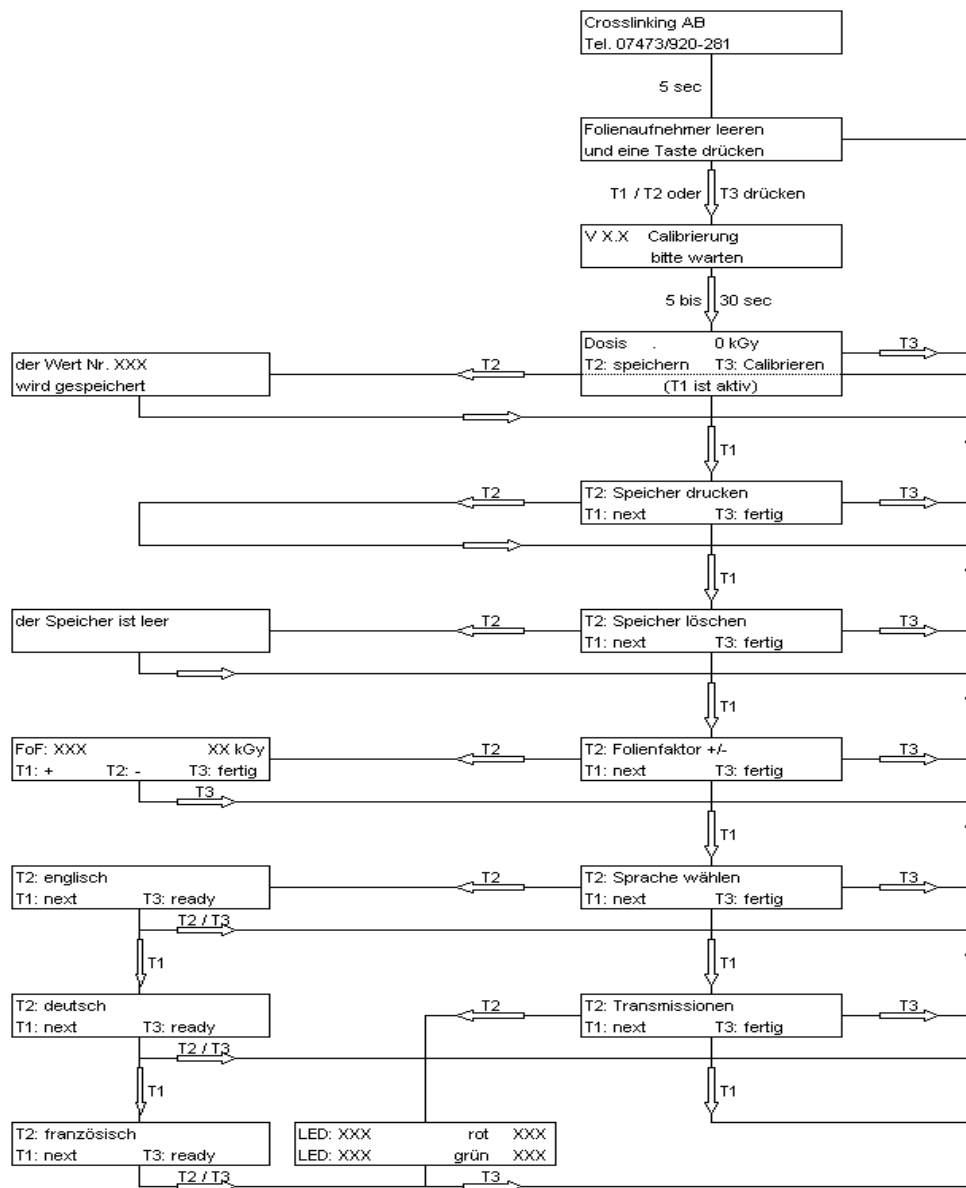 Crosslinking AB
Tel. 07473/920-281
5 sec
Folienaufnehmer leeren
und eine Taste drücken
T1 / T2 oder T3 drücken
V X.X Calibrierung
bitte warten
5 bis 30 sec
Dosis . 0 kGy
T2: speichern T3: Calibrieren
(T1 ist aktiv)
T3
T2
der Wert Nr. XXX
wird gespeichert
T1
T2: Speicher drucken
T1: next T3: fertig
T2
T3
T1
der Speicher ist leer
T2
T2: Speicher löschen
T1: next T3: fertig
T3
T1
FoF: XXX XX kGy
T1: + T2: - T3: fertig
T3
T2
T2: Folienfaktor +/-
T1: next T3: fertig
T3
T1
T2: englisch
T1: next T3: ready
T2 / T3
T1
T2
T2: Sprache wählen
T1: next T3: fertig
T3
T1
T2: deutsch
T1: next T3: ready
T2 / T3
T1
T2
T2: Transmissionen
T1: next T3: fertig
T3
T1
T2: französisch
T1: next T3: ready
T2 / T3
LED: XXX rot XXX
LED: XXX grün XXX
T3